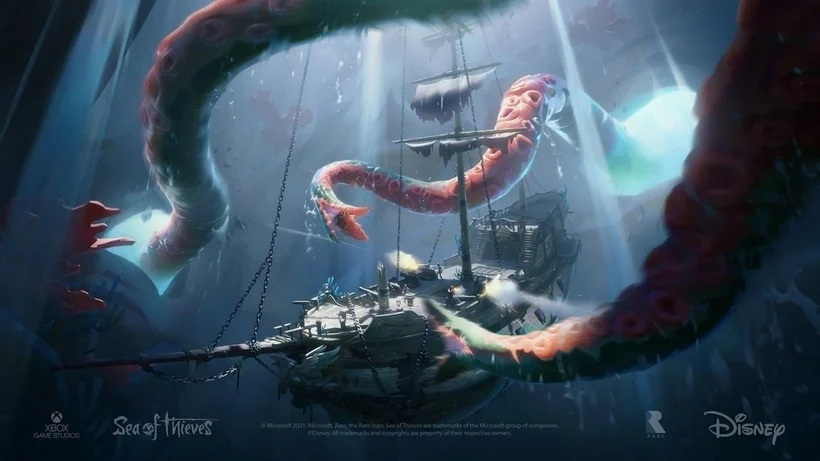 XBOX
GAME STUDIOS
Sea of Thieves
© Microsoft 2021. Microsoft, Rare, the Rare logo, Sea of Thieves are trademarks of the Microsoft group of companies.
©Disney. All trademarks and copyrights are property of their respective owners.
RARE
Disney